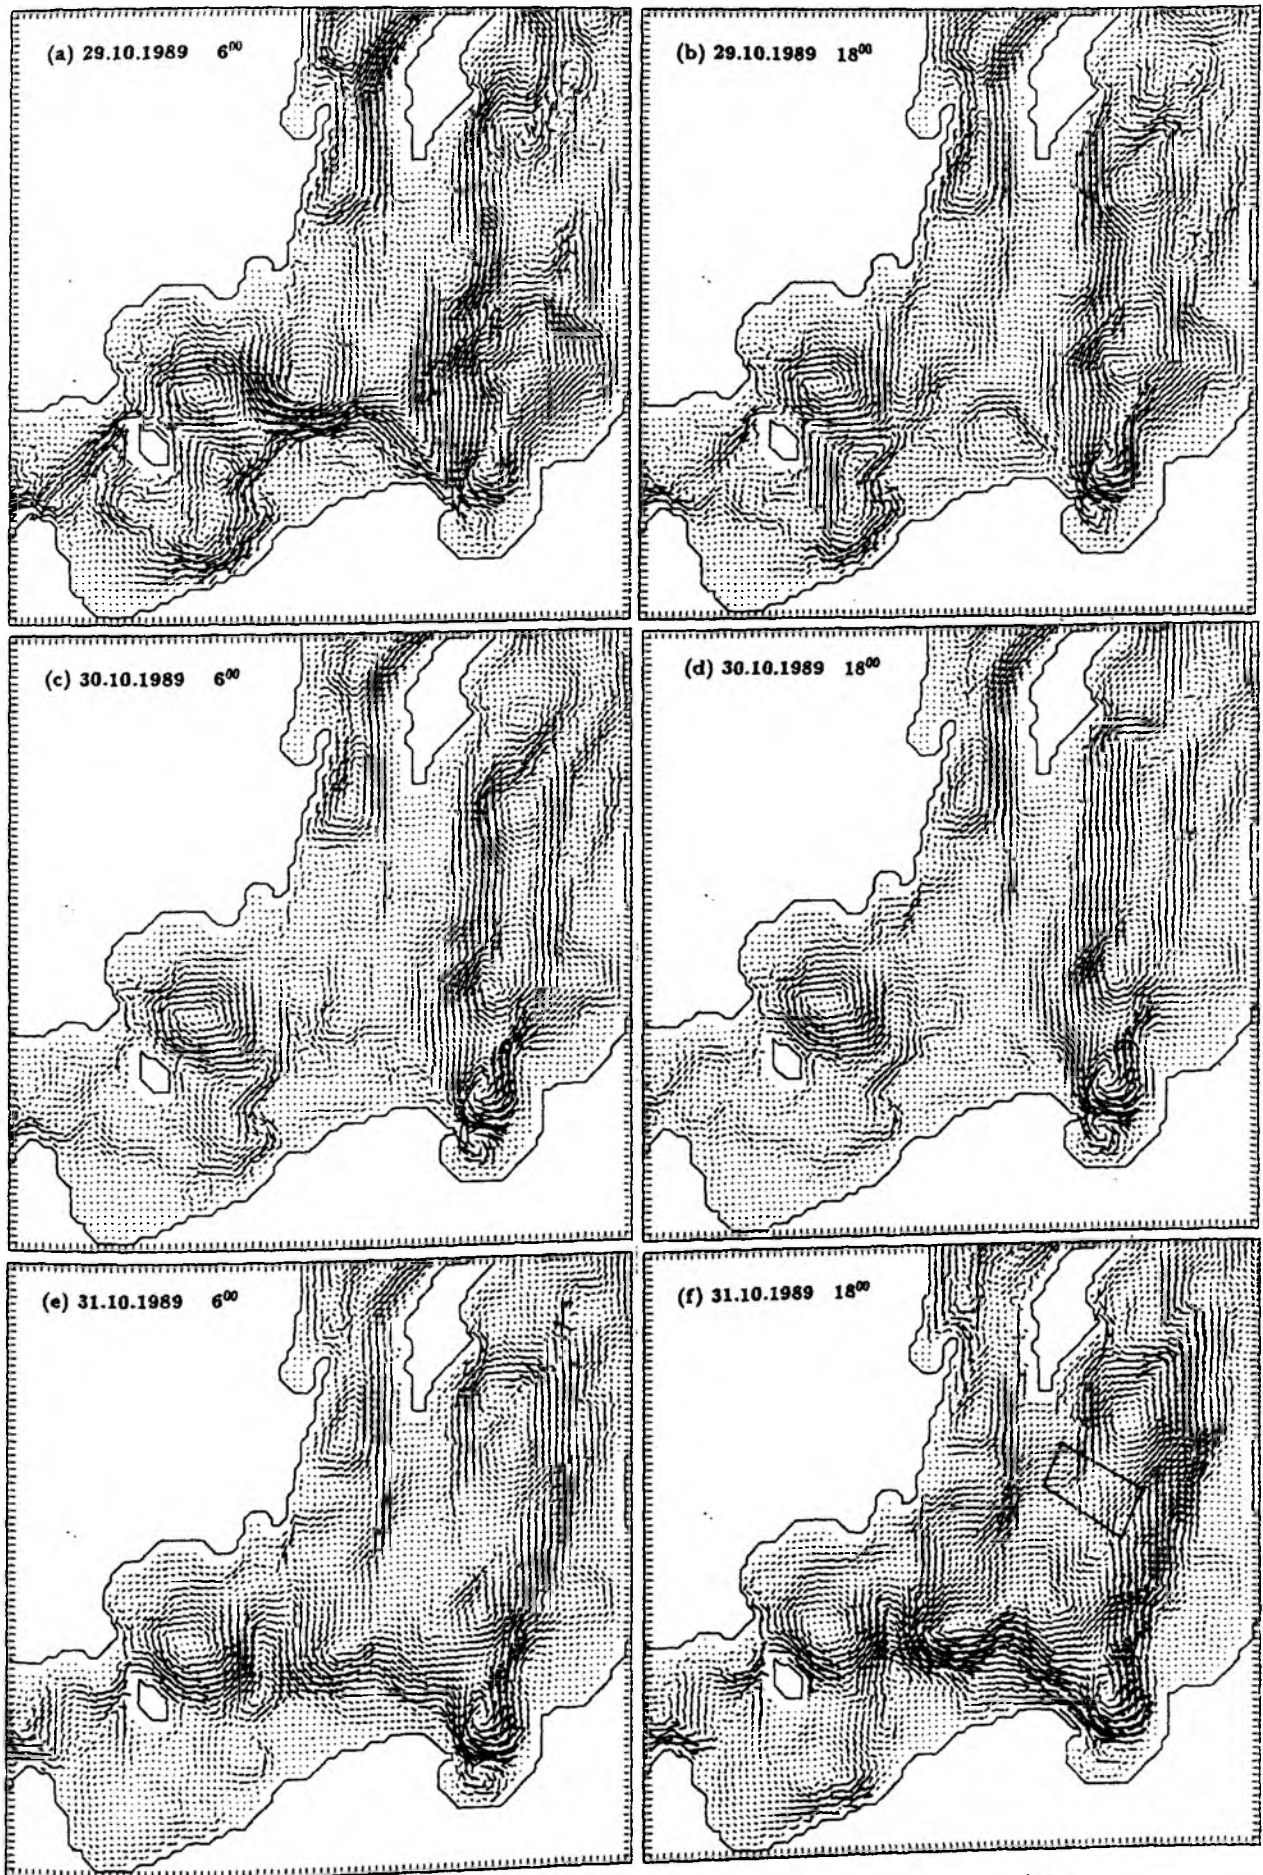 (a) 29.10.1989 6⁰⁰
(b) 29.10.1989 18⁰⁰
(c) 30.10.1989 6⁰⁰
(d) 30.10.1989 18⁰⁰
(e) 31.10.1989 6⁰⁰
(f) 31.10.1989 18⁰⁰